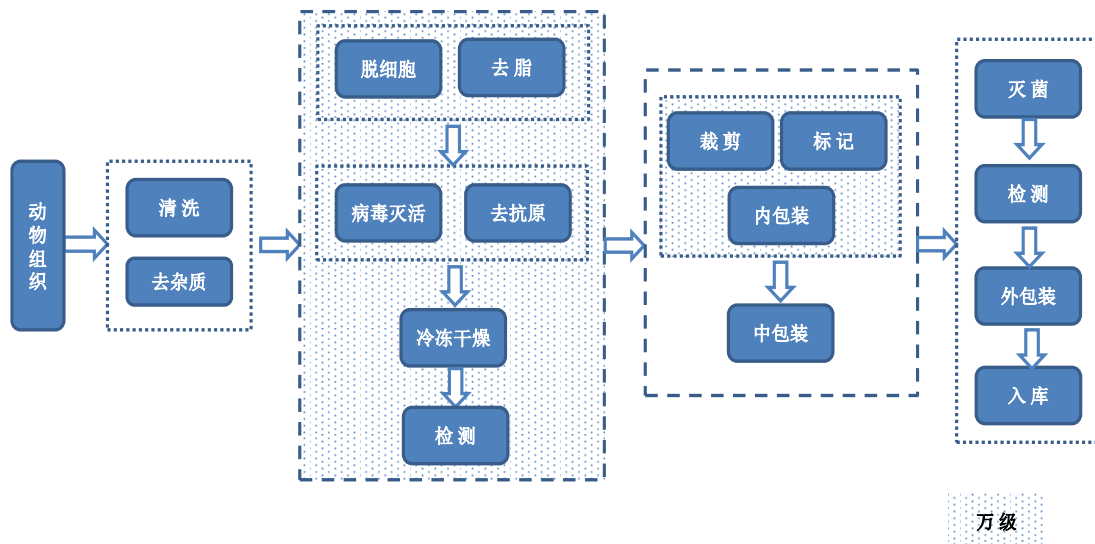 动
物
组
织
清 洗
去杂质
脱细胞
去 脂
病毒灭活
去抗原
冷冻干燥
检 测
裁 剪
标 记
内包装
中包装
灭 菌
检 测
外包装
入 库
万 级